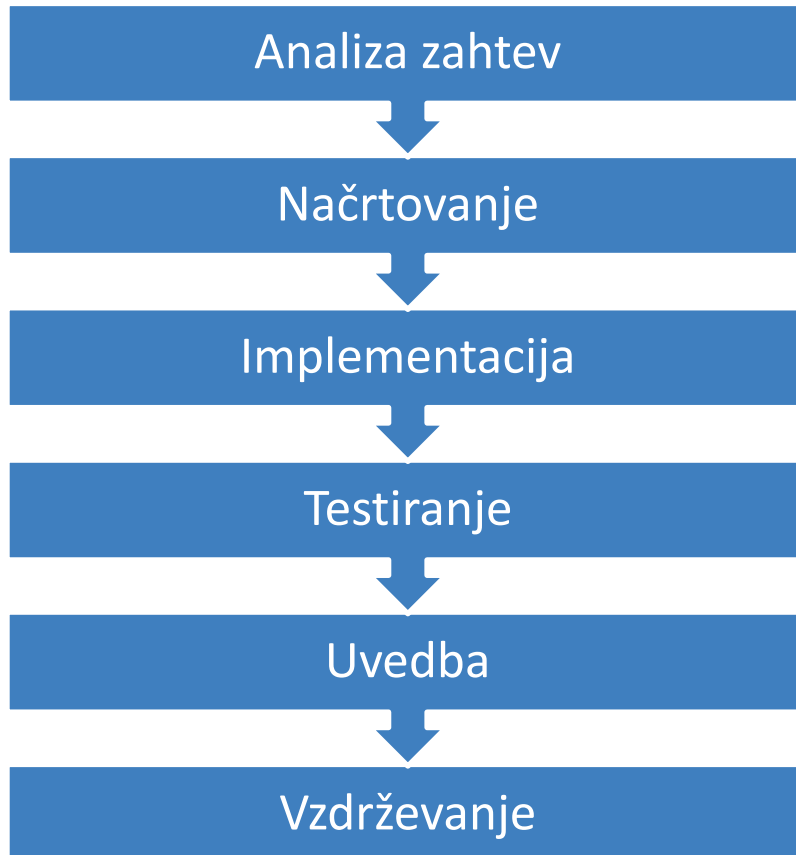 Analiza zahtev
Načrtovanje
Implementacija
Testiranje
Uvedba
Vzdrževanje